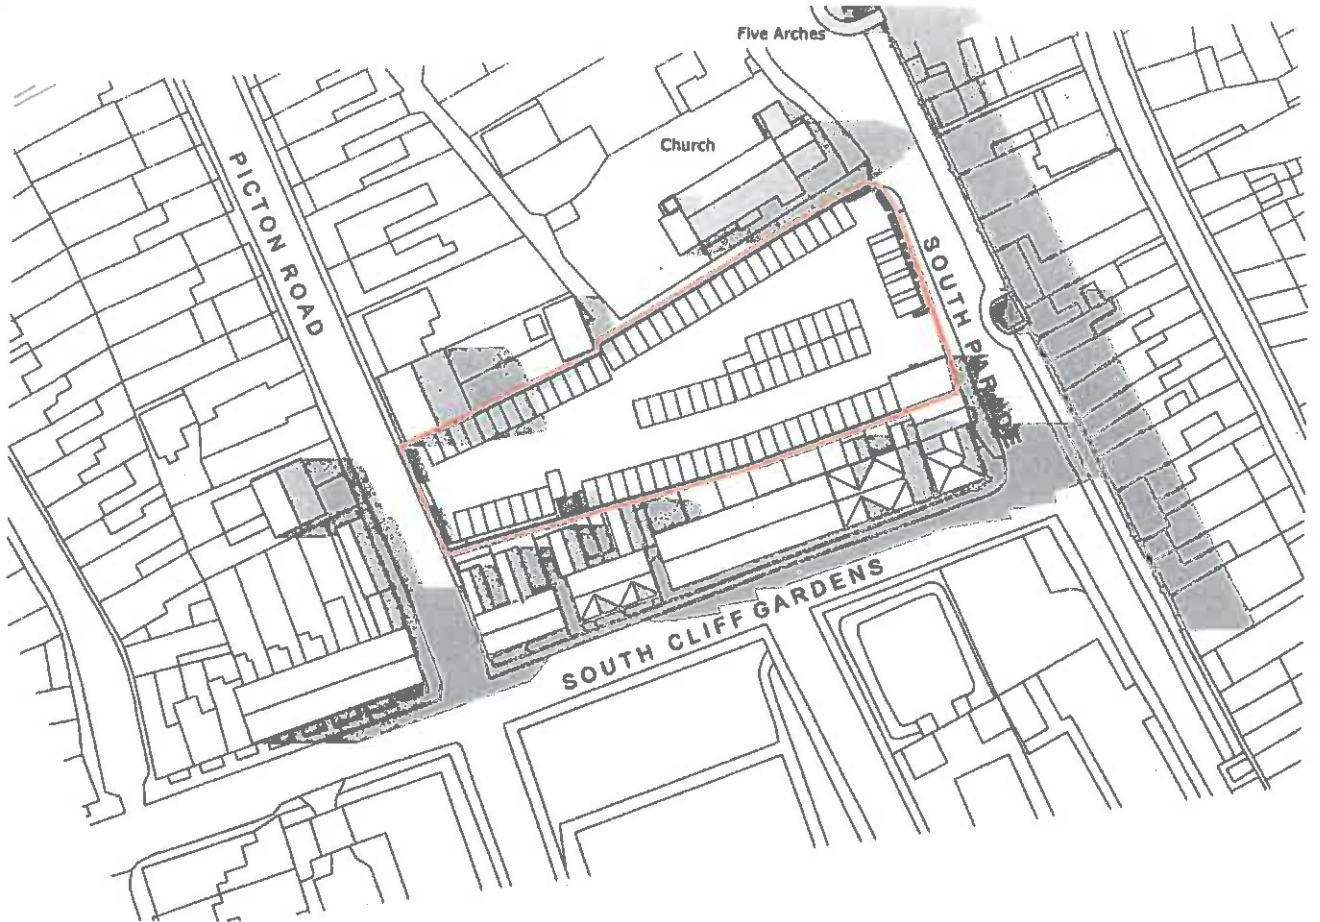 Five Arches
Church
PICTON ROAD
SOUTH PARADE
SOUTH CLIFF GARDENS